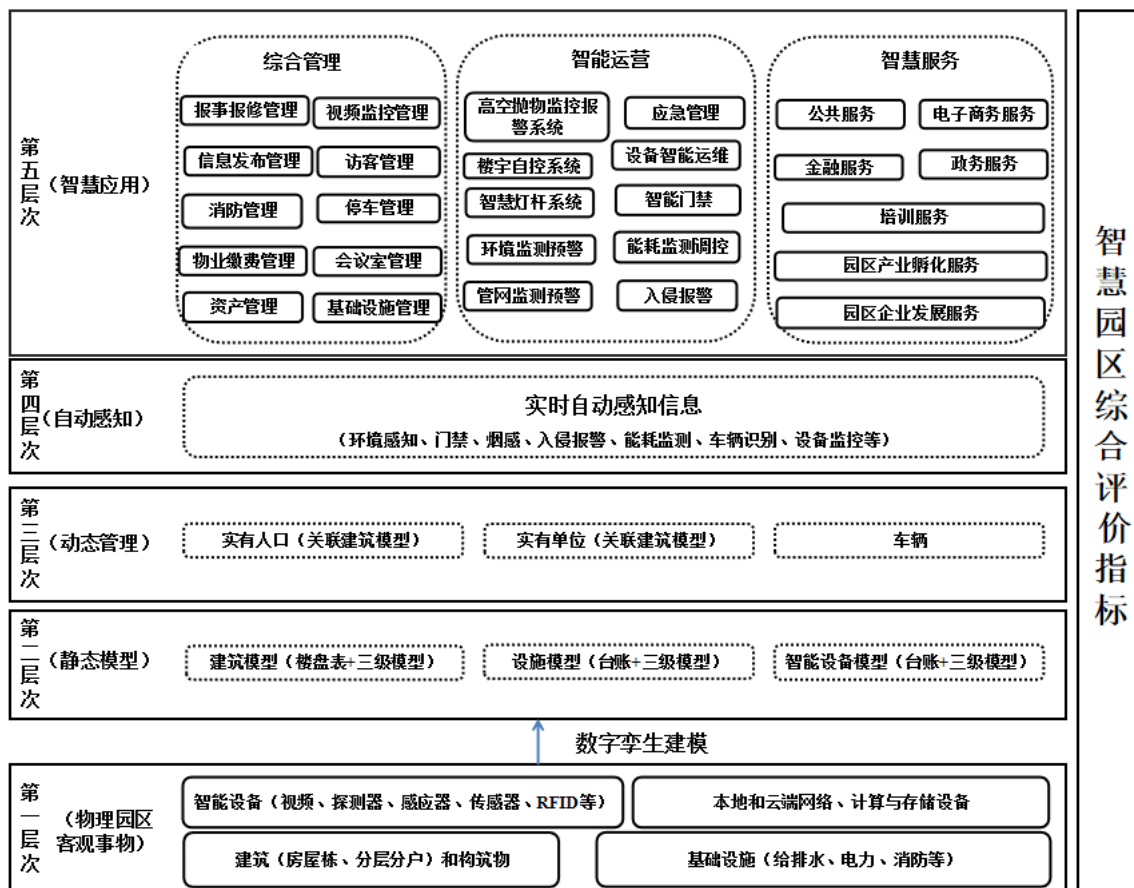 第五层次
（智慧应用）
综合管理
报事报修管理
视频监控管理
信息发布管理
访客管理
消防管理
停车管理
物业缴费管理
会议室管理
资产管理
基础设施管理
智能运营
高空抛物监控报
警系统
应急管理
楼宇自控系统
设备智能运维
智慧灯杆系统
智能门禁
环境监测预警
能耗监测调控
管网监测预警
入侵报警
智慧服务
公共服务
电子商务服务
金融服务
政务服务
培训服务
园区产业孵化服务
园区企业发展服务
第四层次
（自动感知）
实时自动感知信息
（环境感知、门禁、烟感、入侵报警、能耗监测、车辆识别、设备监控等）
第三层次
（动态管理）
实有人口（关联建筑模型）
实有单位（关联建筑模型）
车辆
第二层次
（静态模型）
建筑模型（楼盘表+三级模型）
设施模型（台账+三级模型）
智能设备模型（台账+三级模型）
数字孪生建模
第一层次
（物理园区
客观事物）
智能设备（视频、探测器、感应器、传感器、RFID等）
本地和云端网络、计算与存储设备
建筑（房屋栋、分层分户）和构筑物
基础设施（给排水、电力、消防等）
智慧园区综合评价指标